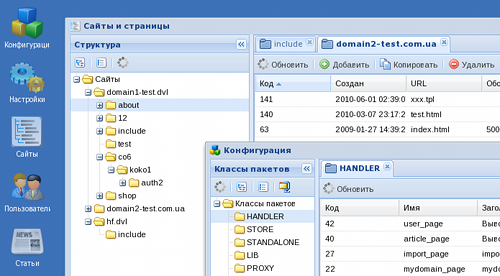 Конфигураци
Настройки
Сайты
Пользователи
Статьи
Сайты и страницы
Структура
Сайты
domain1-test.dvl
about
12
include
test
co6
koko1
auth2
shop
domain2-test.com.ua
hf.dvl
include
include
domain2-test.com.ua
Обновить
Добавить
Копировать
Удалить
Код Создан URL Обо
141 2010-06-01 02:39:0 xxx.tpl
140 2010-03-07 23:17:2 test.html
63 2009-01-27 14:39:2 index.html 500
Конфигурация
Классы пакетов
Классы пакетов
HANDLER
STORE
STANDALONE
LIB
PROXY
HANDLER
Обновить
Код Имя Заго
42 user_page Выво
40 article_page Выво
27 import_page
22 mydomain_page